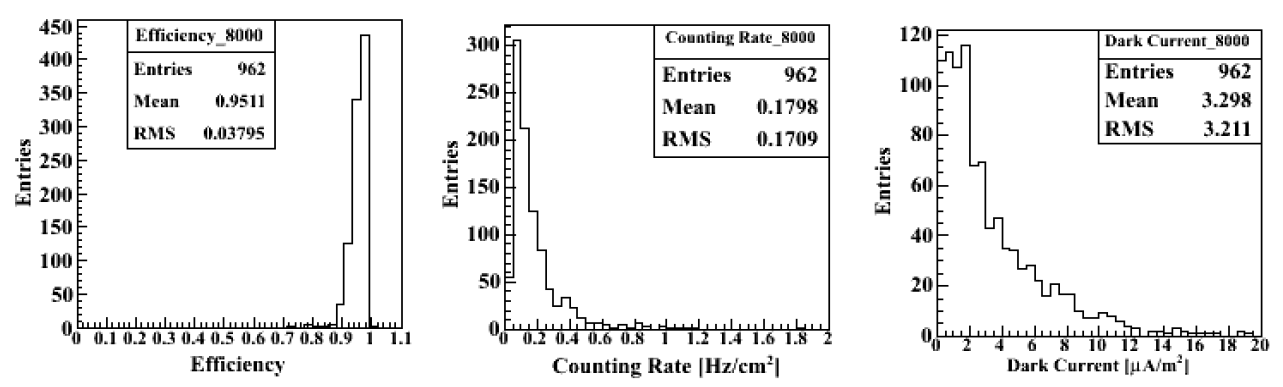 Efficiency_8000
Entries 962
Mean 0.9511
RMS 0.03795
450
400
350
300
250
200
150
100
50
0
Entries
0 0.1 0.2 0.3 0.4 0.5 0.6 0.7 0.8 0.9 1 1.1
Efficiency
Counting Rate_8000
Entries 962
Mean 0.1798
RMS 0.1709
300
250
200
150
100
50
0
Entries
0 0.2 0.4 0.6 0.8 1 1.2 1.4 1.6 1.8 2
Counting Rate [Hz/cm²]
Dark Current_8000
Entries 962
Mean 3.298
RMS 3.211
120
100
80
60
40
20
0
Entries
0 2 4 6 8 10 12 14 16 18 20
Dark Current [μA/m²]